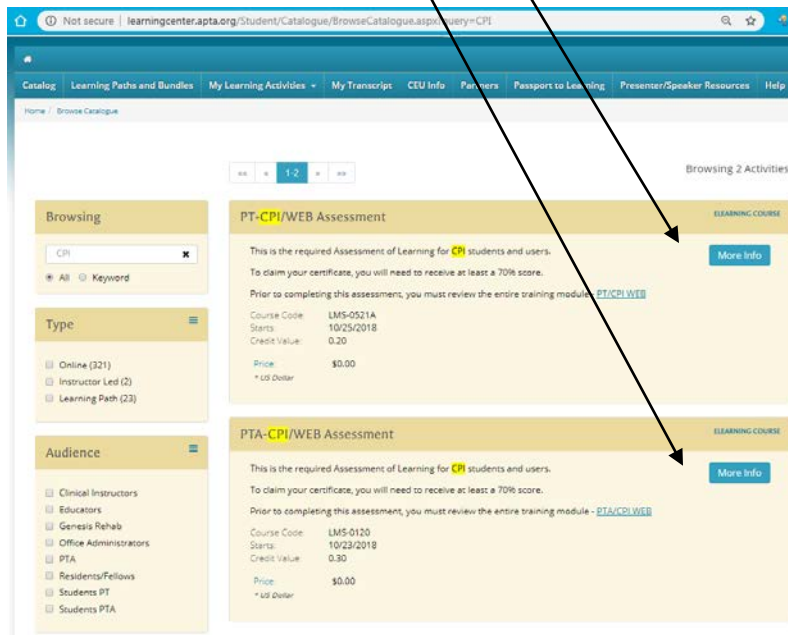 Not secure | learningcenter.apta.org/Student/Catalogue/BrowseCatalogue.aspx?query=CPI
Catalog Learning Paths and Bundles My Learning Activities My Transcript CEU Info Partners Passport to Learning Presenter/Speaker Resources Help
Home / Browse Catalogue
«« « 1-2 » »»
Browsing 2 Activities
Browsing
CPI
All Keyword
Type
Online (321)
Instructor Led (2)
Learning Path (23)
Audience
Clinical Instructors
Educators
Genesis Rehab
Office Administrators
PTA
Residents/Fellows
Students PT
Students PTA
PT-CPI/WEB Assessment
ELEARNING COURSE
This is the required Assessment of Learning for CPI students and users.
More Info
To claim your certificate, you will need to receive at least a 70% score.
Prior to completing this assessment, you must review the entire training module - PT/CPI WEB
Course Code: LMS-0521A
Starts: 10/25/2018
Credit Value: 0.20
Price: $0.00
* US Dollar
PTA-CPI/WEB Assessment
ELEARNING COURSE
This is the required Assessment of Learning for CPI students and users.
More Info
To claim your certificate, you will need to receive at least a 70% score.
Prior to completing this assessment, you must review the entire training module - PTA/CPI WEB
Course Code: LMS-0120
Starts: 10/23/2018
Credit Value: 0.30
Price: $0.00
* US Dollar